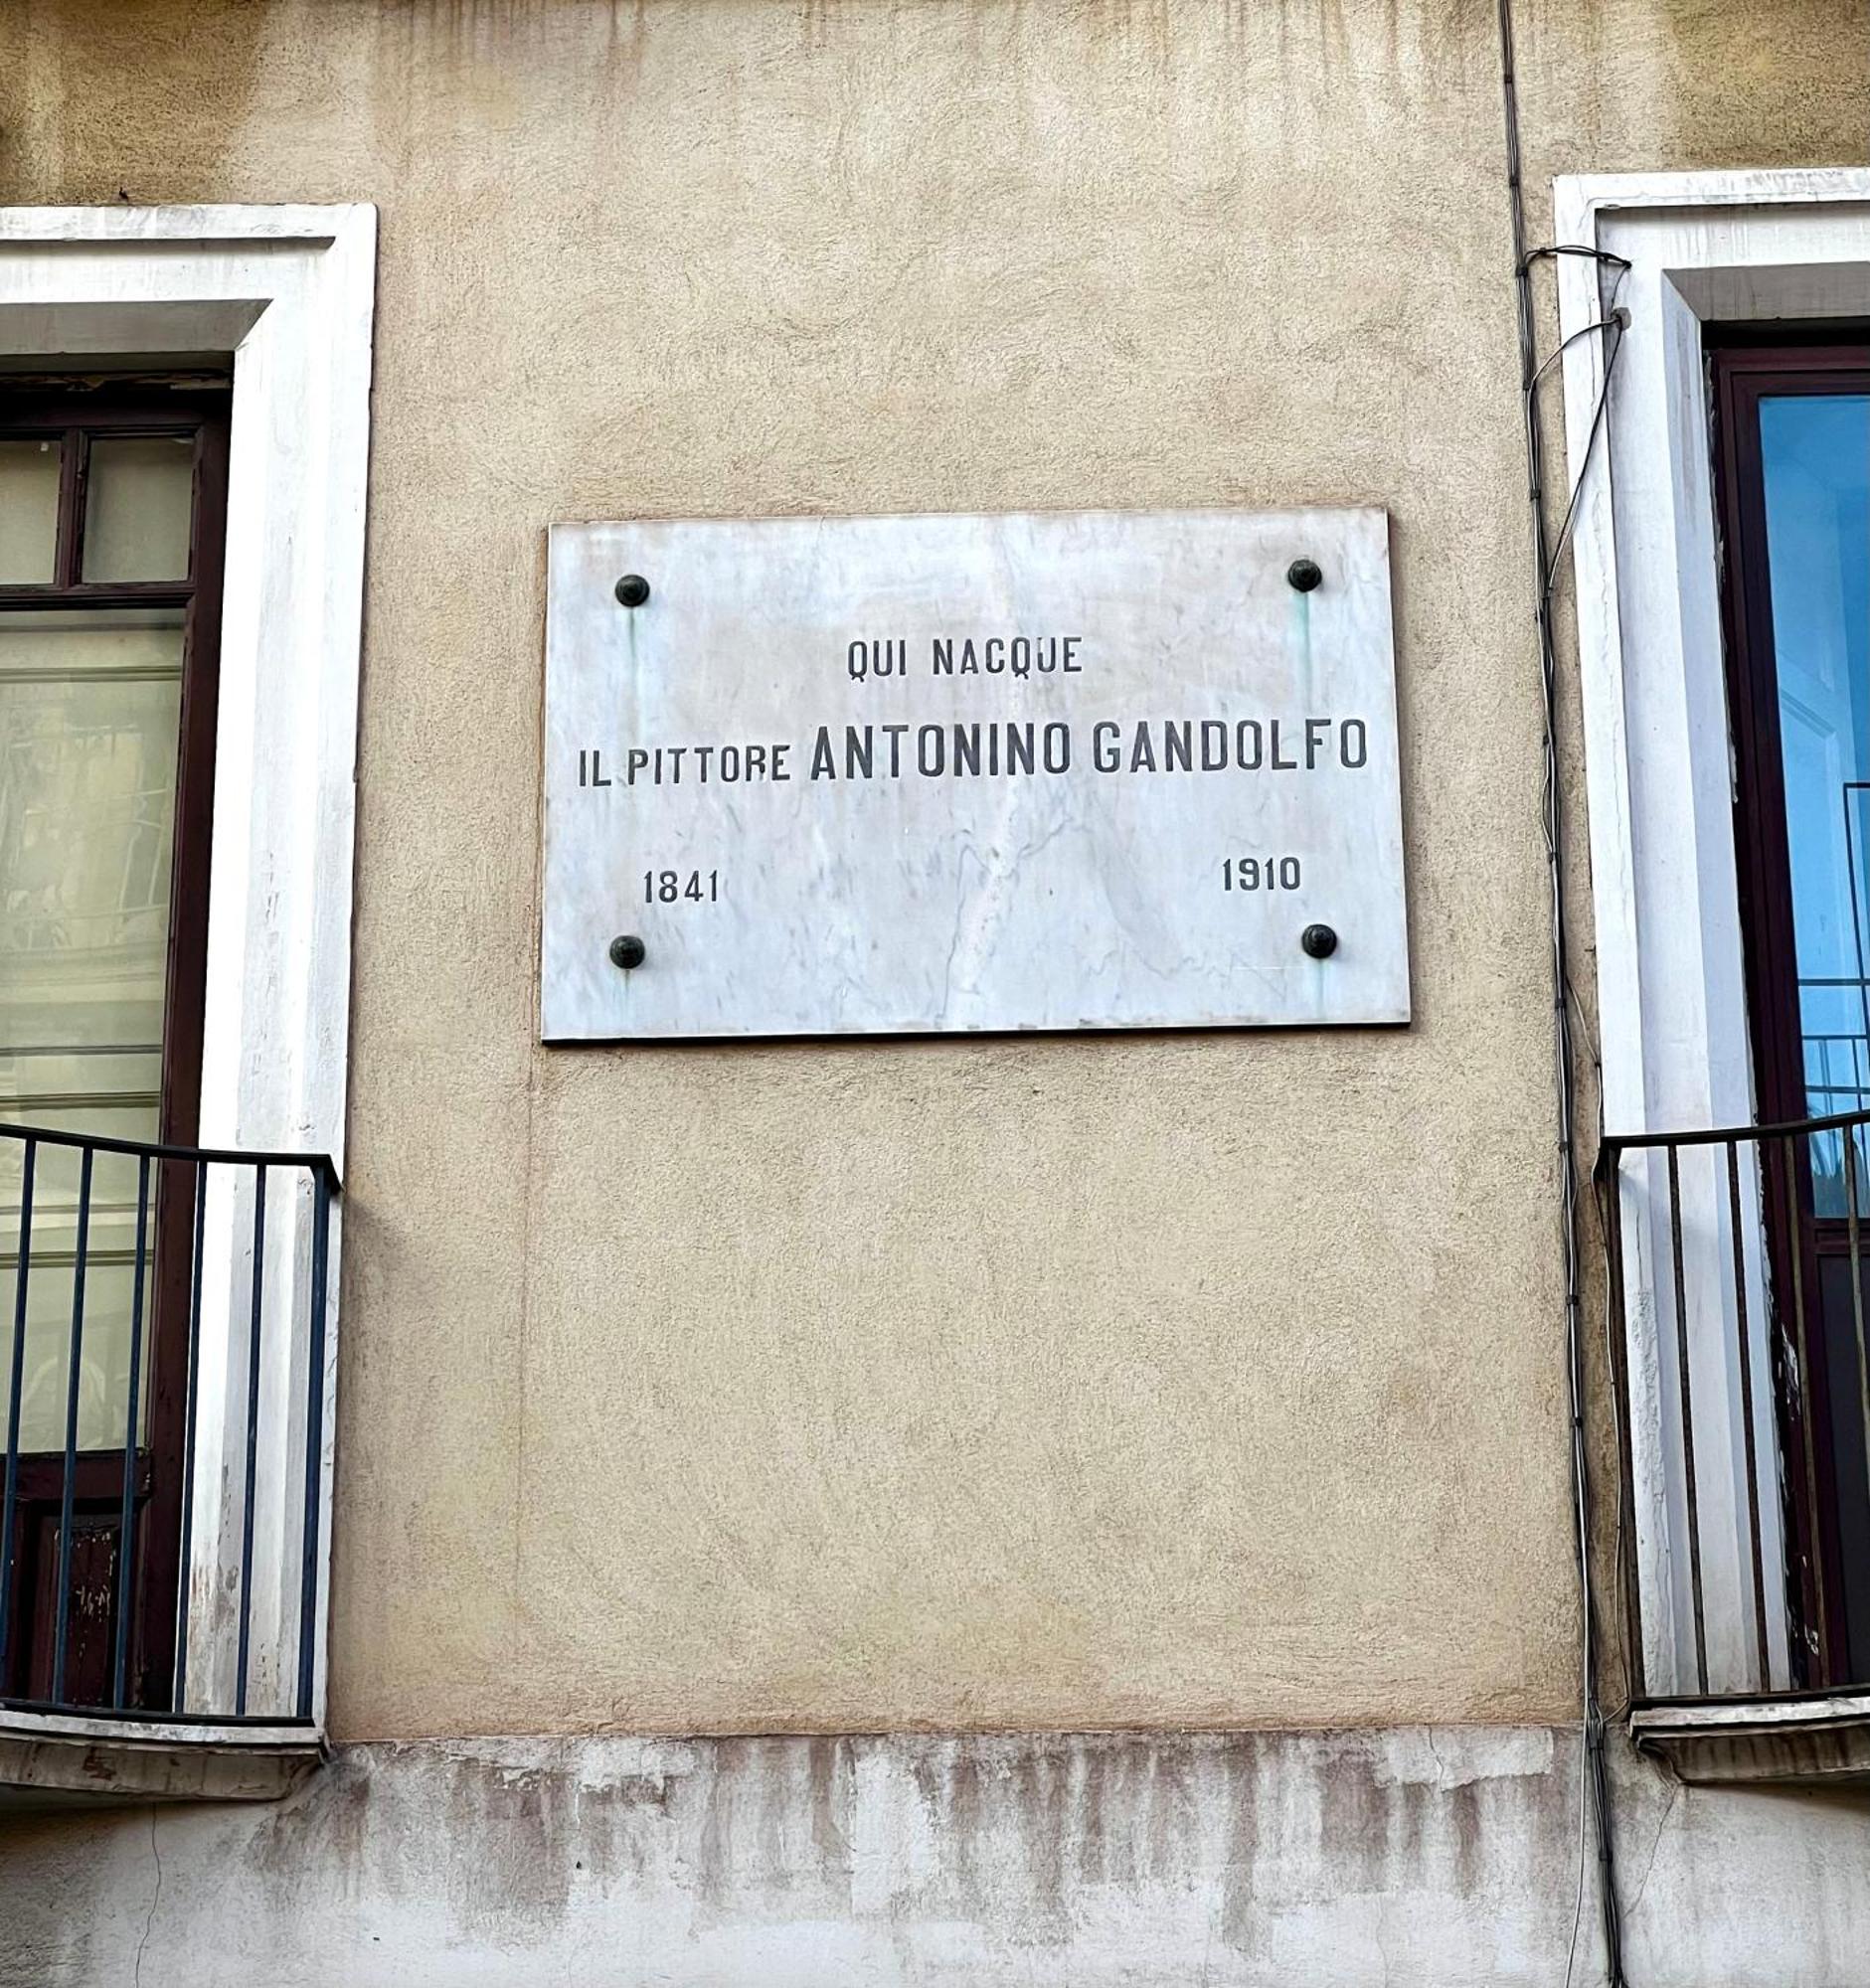 QUI NACQUE
IL PITTORE ANTONINO GANDOLFO
1841 1910